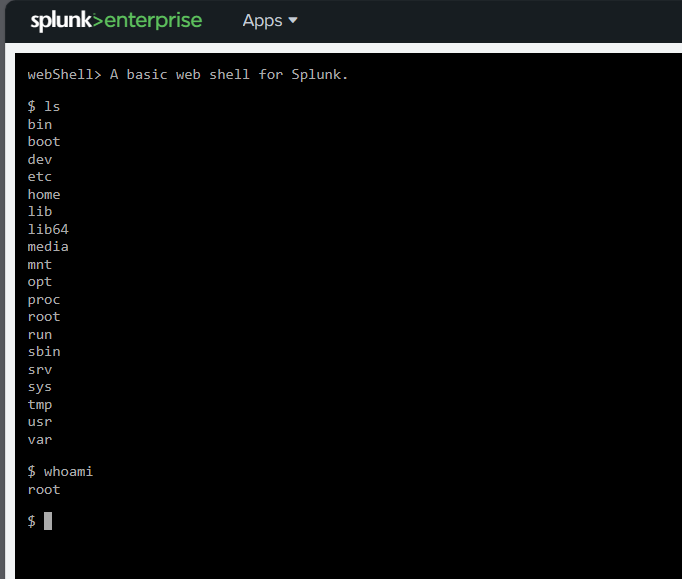 splunk>enterprise Apps
webShell> A basic web shell for Splunk.
$ ls
bin
boot
dev
etc
home
lib
lib64
media
mnt
opt
proc
root
run
sbin
srv
sys
tmp
usr
var
$ whoami
root
$